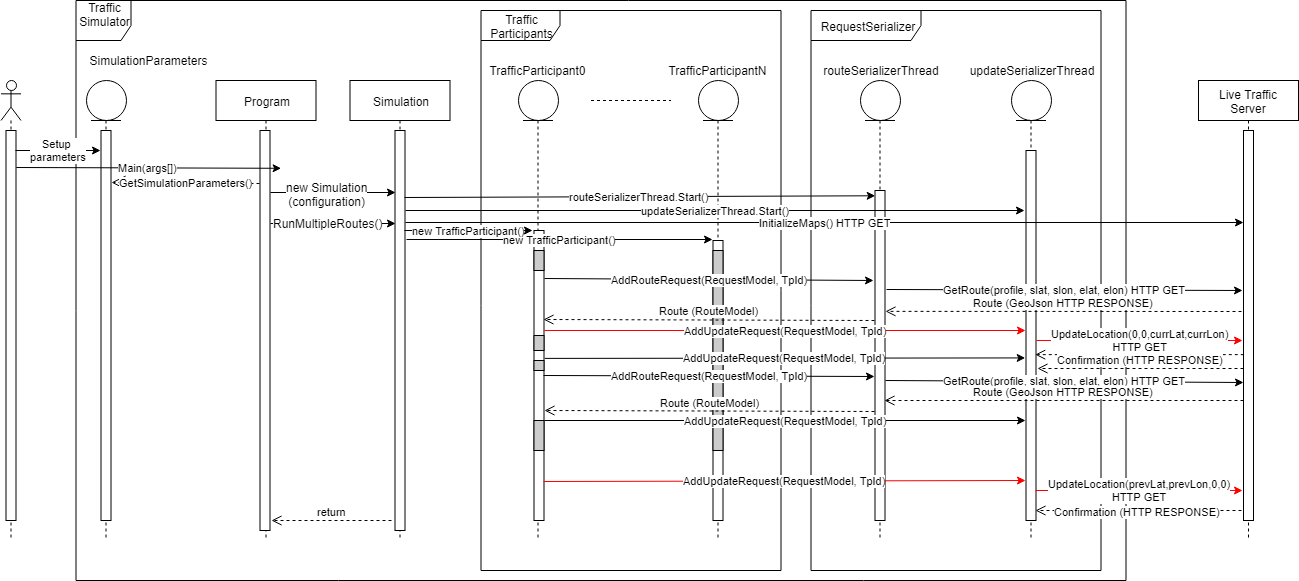 Traffic
Simulator
Traffic
Participants
RequestSerializer
SimulationParameters
TrafficParticipant0
TrafficParticipantN
routeSerializerThread
updateSerializerThread
Program
Simulation
Live Traffic
Server
Setup
parameters
Main(args[])
GetSimulationParameters()
new Simulation
(configuration)
routeSerializerThread.Start()
updateSerializerThread.Start()
RunMultipleRoutes()
InitializeMaps() HTTP GET
new TrafficParticipant()
new TrafficParticipant()
AddRouteRequest(RequestModel, TpId)
GetRoute(profile, slat, slon, elat, elon) HTTP GET
Route (GeoJson HTTP RESPONSE)
Route (RouteModel)
AddUpdateRequest(RequestModel, TpId)
UpdateLocation(0,0,currLat,currLon)
HTTP GET
AddUpdateRequest(RequestModel, TpId)
Confirmation (HTTP RESPONSE)
AddRouteRequest(RequestModel, TpId)
GetRoute(profile, slat, slon, elat, elon) HTTP GET
Route (GeoJson HTTP RESPONSE)
Route (RouteModel)
AddUpdateRequest(RequestModel, TpId)
AddUpdateRequest(RequestModel, TpId)
UpdateLocation(prevLat,prevLon,0,0)
HTTP GET
return
Confirmation (HTTP RESPONSE)